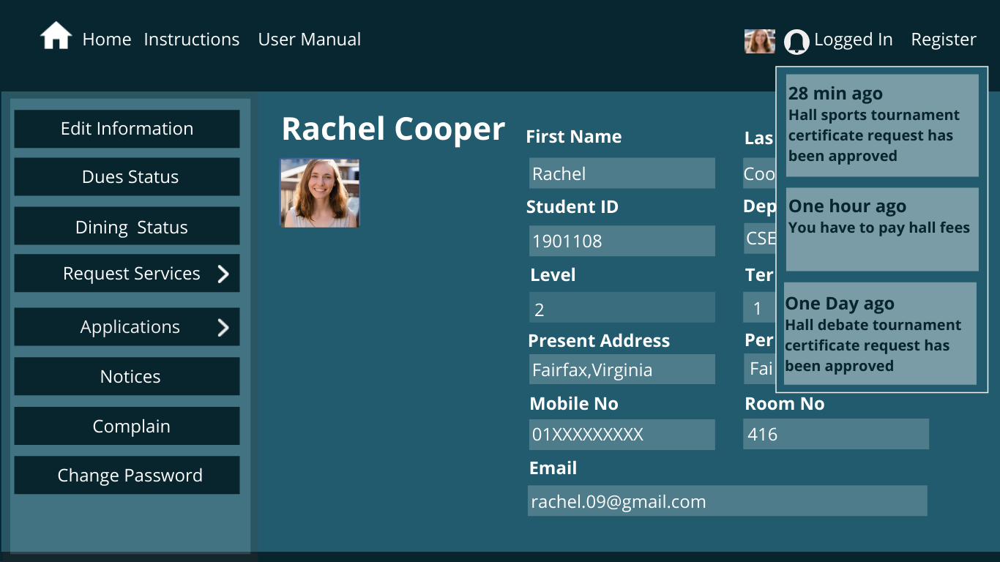 Home Instructions User Manual
Logged In Register
Edit Information
Dues Status
Dining Status
Request Services
Applications
Notices
Complain
Change Password
Rachel Cooper
First Name
Rachel
Las
Coo
Student ID
1901108
Dep
CSE
Level
2
Ter
1
Present Address
Fairfax,Virginia
Per
Fai
Mobile No
01XXXXXXXXX
Room No
416
Email
rachel.09@gmail.com
28 min ago
Hall sports tournament
certificate request has
been approved
One hour ago
You have to pay hall fees
One Day ago
Hall debate tournament
certificate request has
been approved